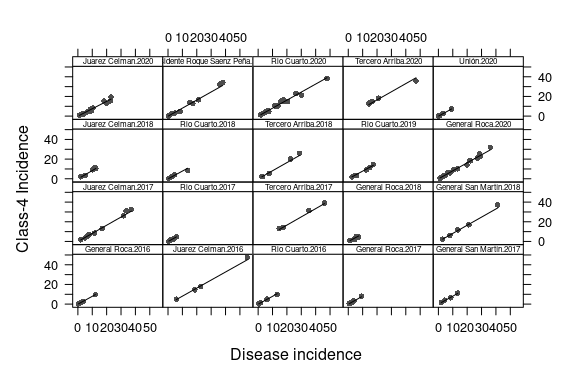 0 1020304050 0 1020304050
Juarez Celman.2020 idente Roque Saenz Peña. Rio Cuarto.2020 Tercero Arriba.2020 Unión.2020
40
20
0
Juarez Celman.2018 Rio Cuarto.2018 Tercero Arriba.2018 Rio Cuarto.2019 General Roca.2020
40
20
0
Juarez Celman.2017 Rio Cuarto.2017 Tercero Arriba.2017 General Roca.2018 General San Martin.2018
40
20
0
General Roca.2016 Juarez Celman.2016 Rio Cuarto.2016 General Roca.2017 General San Martin.2017
40
20
0
0 1020304050 0 1020304050 0 1020304050
Class-4 Incidence
Disease incidence